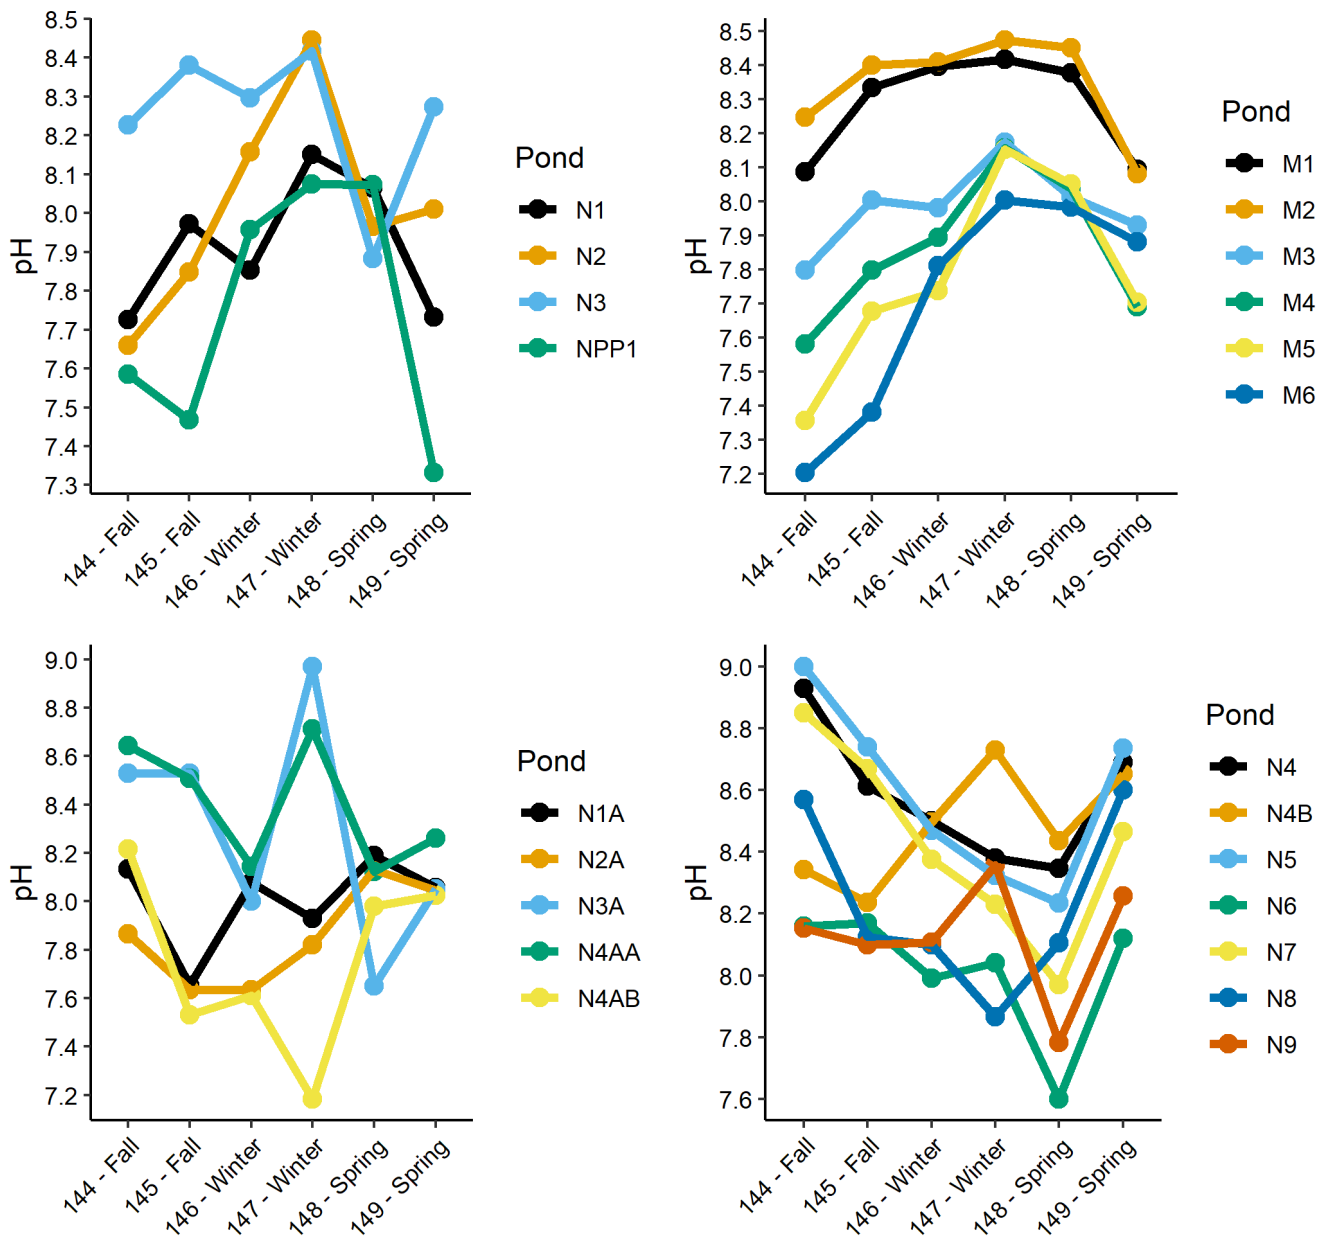 8.5
8.4
8.3
8.2
8.1
8.0
7.9
7.8
7.7
7.6
7.5
7.4
7.3
pH
144 - Fall
145 - Fall
146 - Winter
147 - Winter
148 - Spring
149 - Spring
Pond
N1
N2
N3
NPP1
8.5
8.4
8.3
8.2
8.1
8.0
7.9
7.8
7.7
7.6
7.5
7.4
7.3
7.2
pH
144 - Fall
145 - Fall
146 - Winter
147 - Winter
148 - Spring
149 - Spring
Pond
M1
M2
M3
M4
M5
M6
9.0
8.8
8.6
8.4
8.2
8.0
7.8
7.6
7.4
7.2
pH
144 - Fall
145 - Fall
146 - Winter
147 - Winter
148 - Spring
149 - Spring
Pond
N1A
N2A
N3A
N4AA
N4AB
9.0
8.8
8.6
8.4
8.2
8.0
7.8
7.6
pH
144 - Fall
145 - Fall
146 - Winter
147 - Winter
148 - Spring
149 - Spring
Pond
N4
N4B
N5
N6
N7
N8
N9